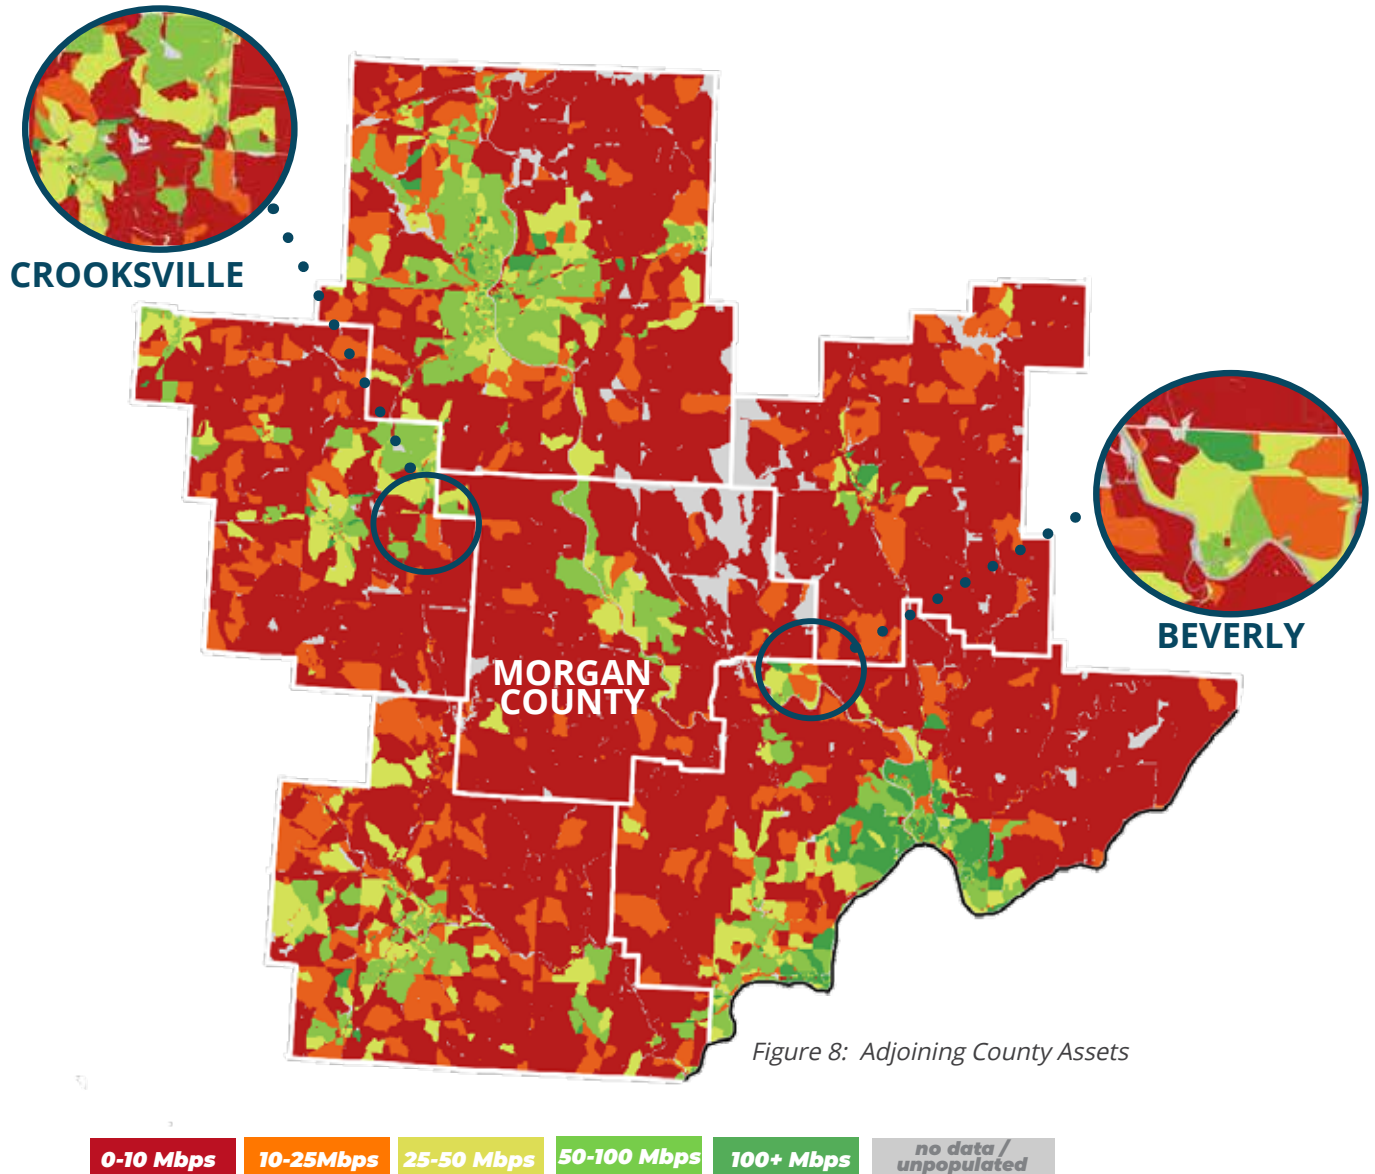 CROOKSVILLE
BEVERLY
MORGAN
COUNTY
Figure 8: Adjoining County Assets
0-10 Mbps
10-25Mbps
25-50 Mbps
50-100 Mbps
100+ Mbps
no data /
unpopulated